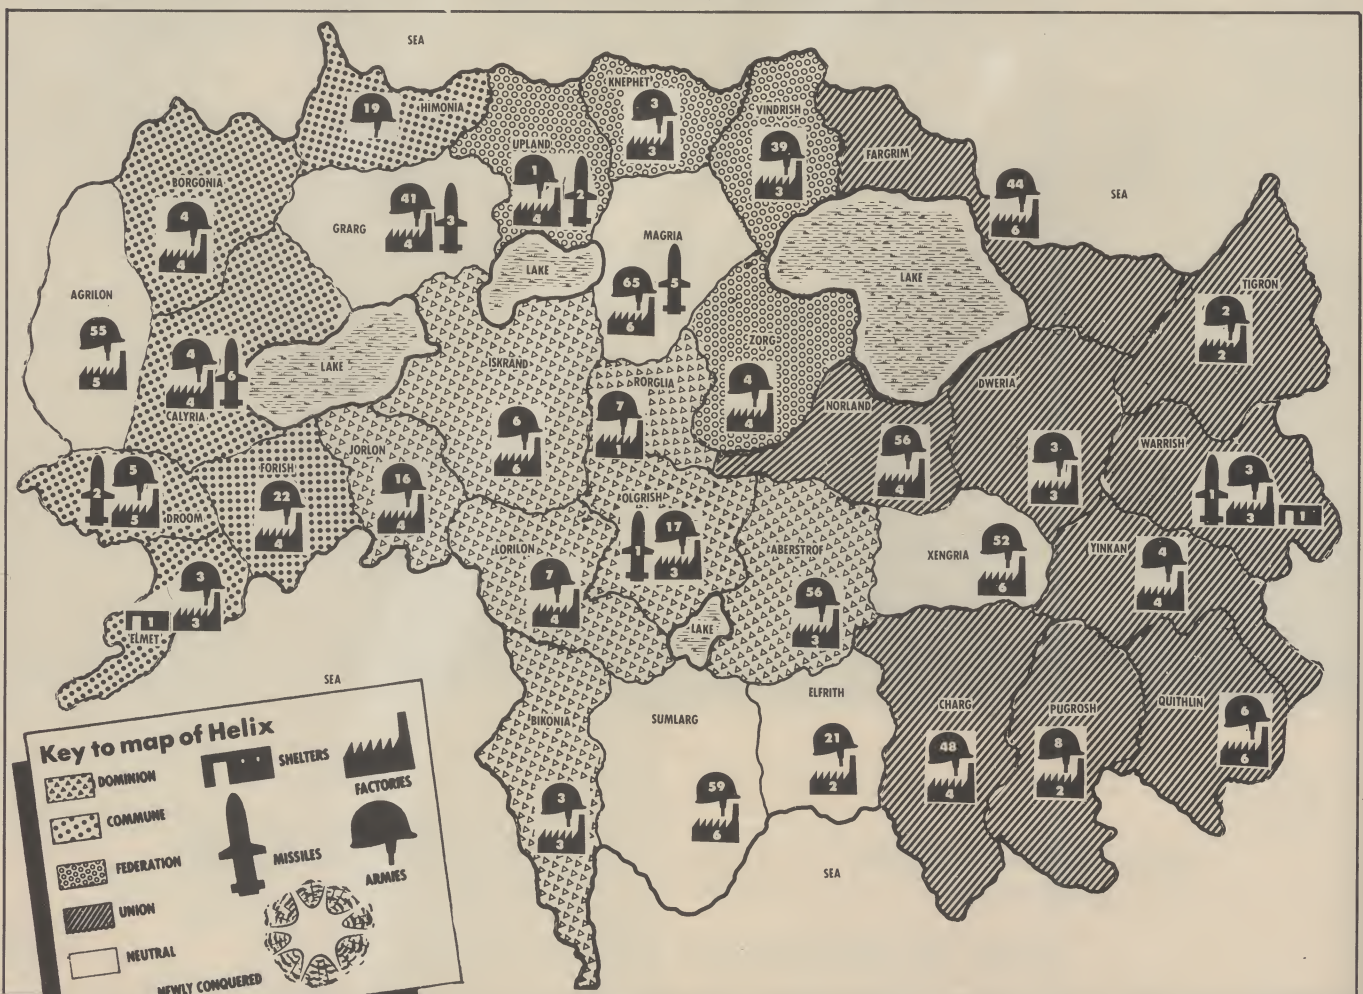 SEA
KNEPHET
19
HIMONIA
3
VINDRISH
UPLAND
39
FARGRIM
3
1
BORGONIA
2
3
44
SEA
41
4
4
GRARG
3
MAGRIA
6
4
4
LAKE
LAKE
TIGRON
65
5
AGRILON
6
2
55
ZORG
2
4
LAKE
ISKRAND
5
6
4
RORGLIA
4
DWERIA
CALYRIA
7
4
NORLAND
6
1
56
3
WARRISH
JORLON
FORISH
6
4
3
3
2
5
16
1
5
DROOM
22
4
OLGRISH
3
1
4
17
LORILON
1
ABERSTROF
XENGRIA
52
YINKAN
4
3
7
3
6
4
3
4
56
1
ELMET
LAKE
3
SEA
ELFRITH
BIKONIA
SUMLARG
CHARG
PUGROSH
QUITHLIN
6
21
48
8
6
3
59
2
4
2
3
6
SEA
Key to map of Helix
DOMINION
SHELTERS
FACTORIES
COMMUNE
FEDERATION
MISSILES
ARMIES
UNION
NEUTRAL
NEWLY CONQUERED